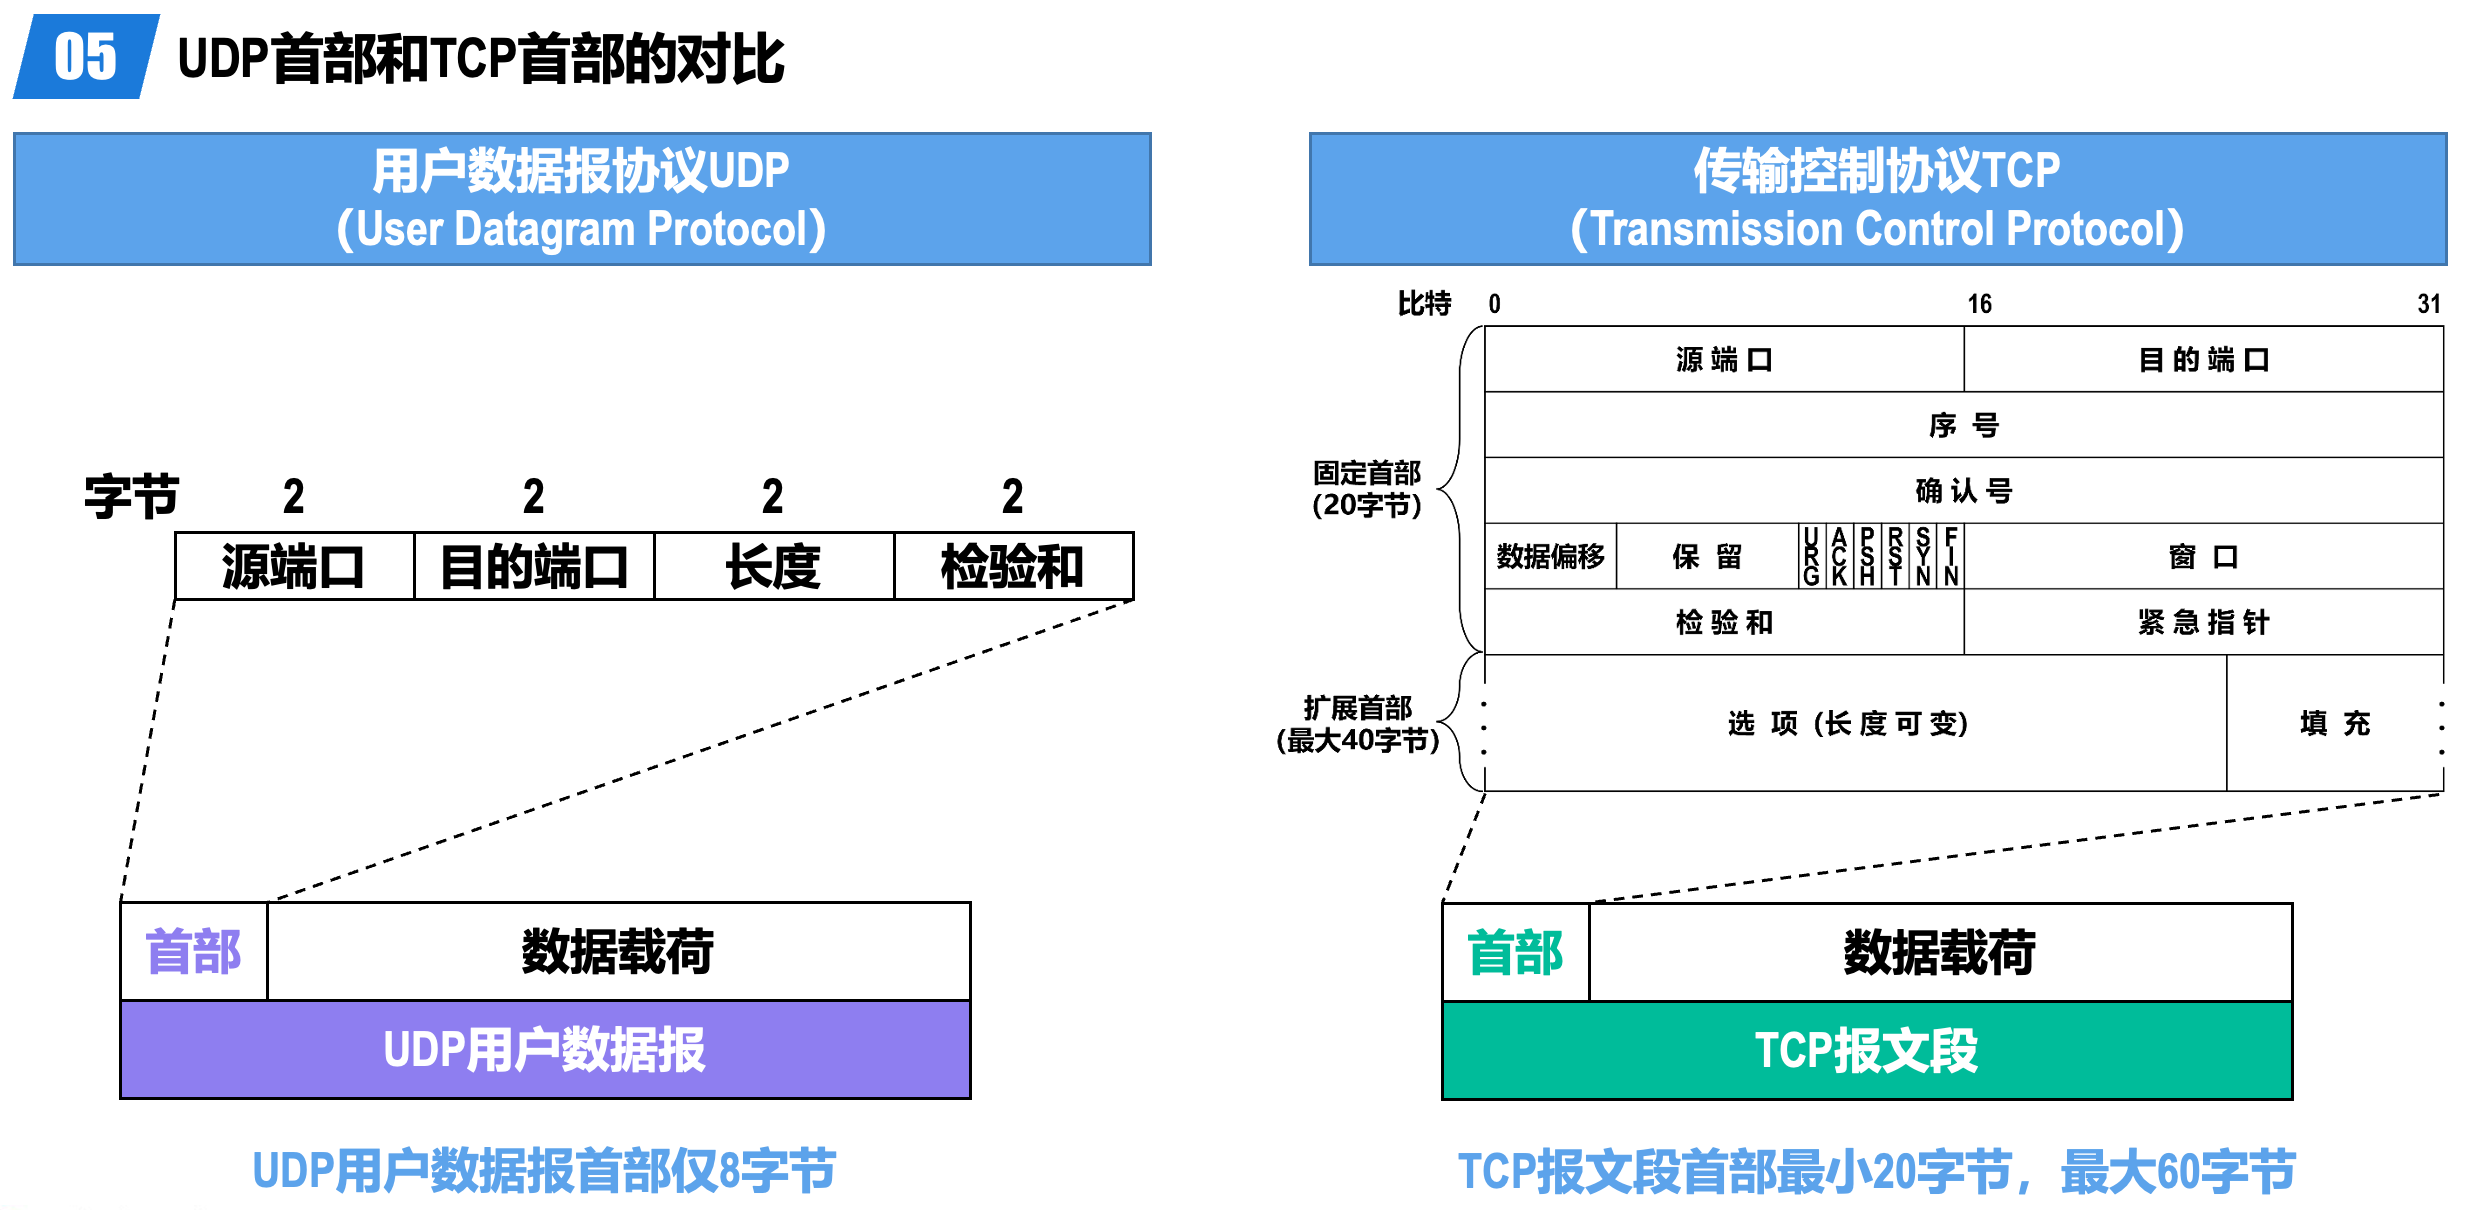 05
UDP首部和TCP首部的对比
用户数据报协议UDP
（User Datagram Protocol）
字节 2 2 2 2
源端口 目的端口 长度 检验和
首部 数据载荷
UDP用户数据报
UDP用户数据报首部仅8字节
传输控制协议TCP
（Transmission Control Protocol）
比特 0 16 31
源端口 目的端口
序号
确认号
固定首部
(20字节)
数据偏移 保留 URG ACK PSH RST SYN FIN 窗口
检验和 紧急指针
扩展首部
(最大40字节)
选项(长度可变) 填充
首部 数据载荷
TCP报文段
TCP报文段首部最小20字节，最大60字节